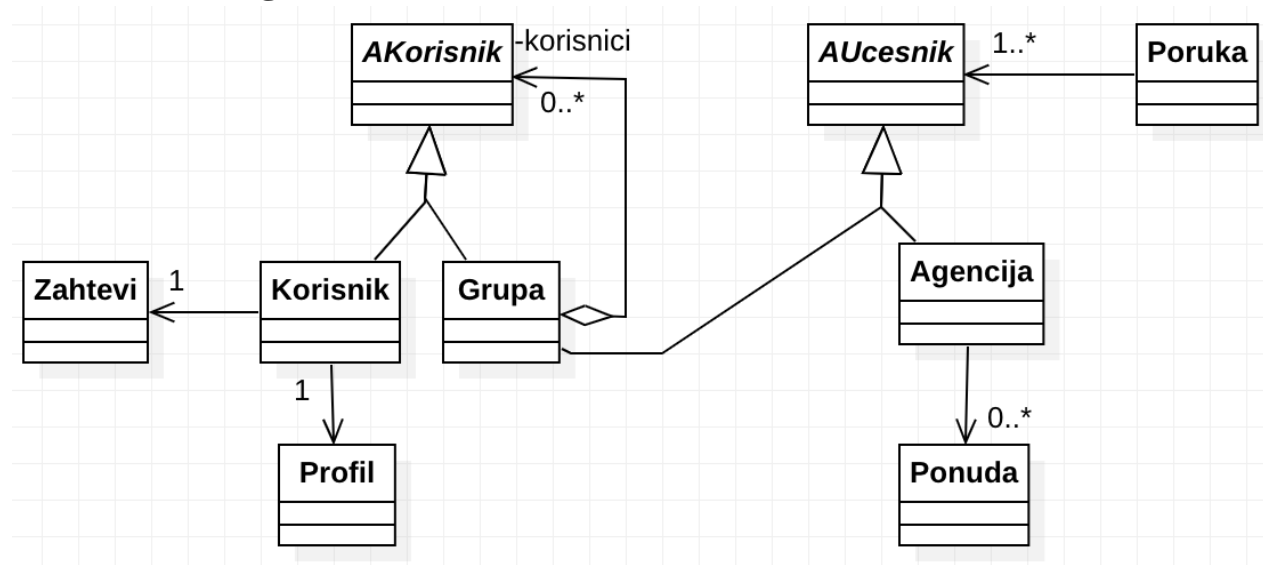 AKorisnik
-korisnici
0..*
AUcesnik
1..*
Poruka
Zahtevi
1
Korisnik
Grupa
Agencija
1
Profil
0..*
Ponuda